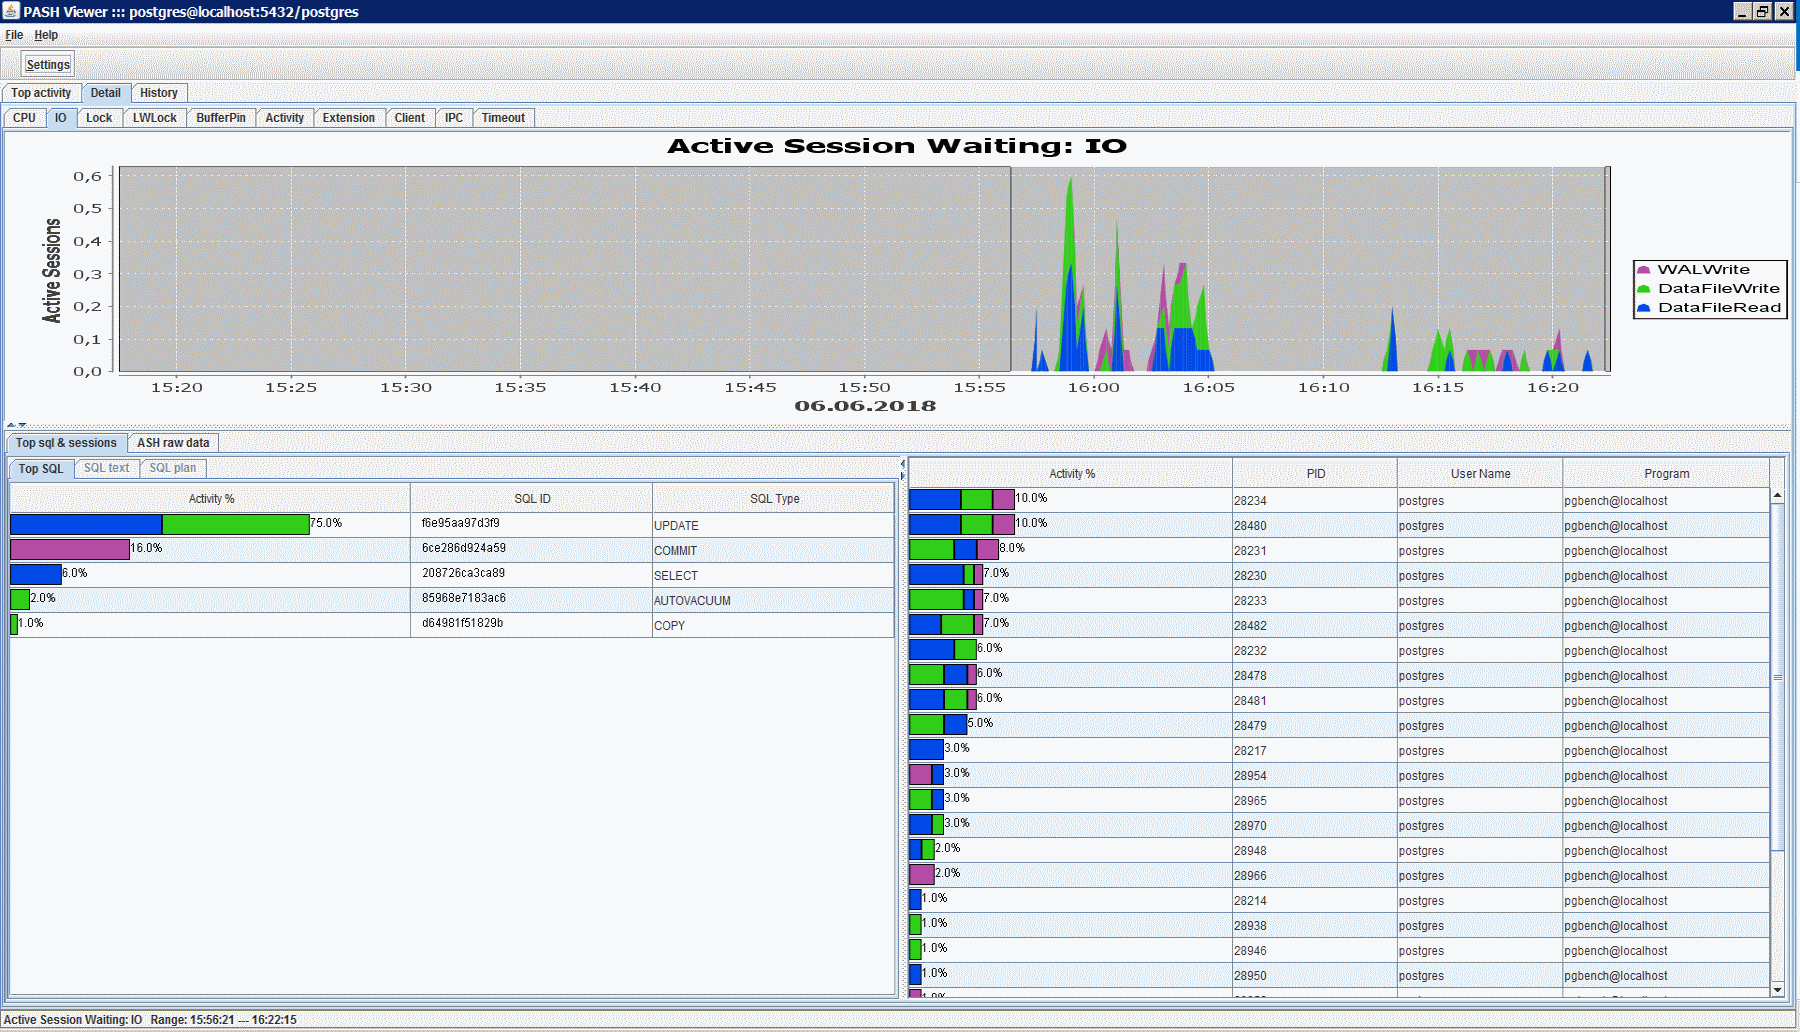 PASH Viewer ::: postgres@localhost:5432/postgres
File Help
Settings
Top activity Detail History
CPU IO Lock LWLock BufferPin Activity Extension Client IPC Timeout
Active Session Waiting: IO
Active Sessions
0,6
0,5
0,4
0,3
0,2
0,1
0,0
15:20 15:25 15:30 15:35 15:40 15:45 15:50 15:55 16:00 16:05 16:10 16:15 16:20
06.06.2018
WALWrite
DataFileWrite
DataFileRead
Top sql & sessions ASH raw data
Top SQL SQL text SQL plan
Activity % SQL ID SQL Type
75.0% f6e95aa97d3f9 UPDATE
16.0% 6ce286d924a59 COMMIT
6.0% 208726ca3ca89 SELECT
2.0% 85968e7183ac6 AUTOVACUUM
1.0% d64981f51829b COPY
Activity % PID User Name Program
10.0% 28234 postgres pgbench@localhost
10.0% 28480 postgres pgbench@localhost
8.0% 28231 postgres pgbench@localhost
7.0% 28230 postgres pgbench@localhost
7.0% 28233 postgres pgbench@localhost
7.0% 28482 postgres pgbench@localhost
6.0% 28232 postgres pgbench@localhost
6.0% 28478 postgres pgbench@localhost
6.0% 28481 postgres pgbench@localhost
5.0% 28479 postgres pgbench@localhost
3.0% 28217 postgres pgbench@localhost
3.0% 28954 postgres pgbench@localhost
3.0% 28965 postgres pgbench@localhost
3.0% 28970 postgres pgbench@localhost
2.0% 28948 postgres pgbench@localhost
2.0% 28966 postgres pgbench@localhost
1.0% 28214 postgres pgbench@localhost
1.0% 28938 postgres pgbench@localhost
1.0% 28946 postgres pgbench@localhost
1.0% 28950 postgres pgbench@localhost
Active Session Waiting: IO Range: 15:56:21 --- 16:22:15